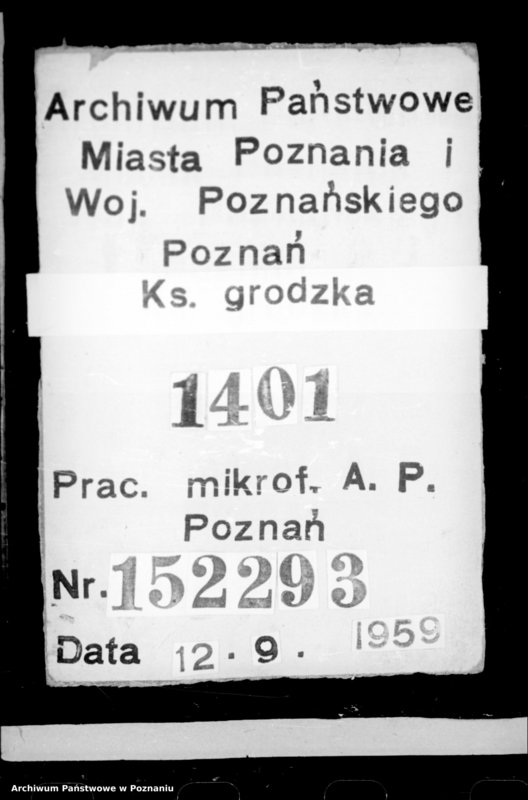 Archiwum Państwowe
Miasta Poznania i
Woj. Poznańskiego
Poznań
Ks. grodzka
1401
Prac. mikrof. A. P.
Poznań
Nr. 152293
Data 12. 9. 1959
Archiwum Państwowe w Poznaniu